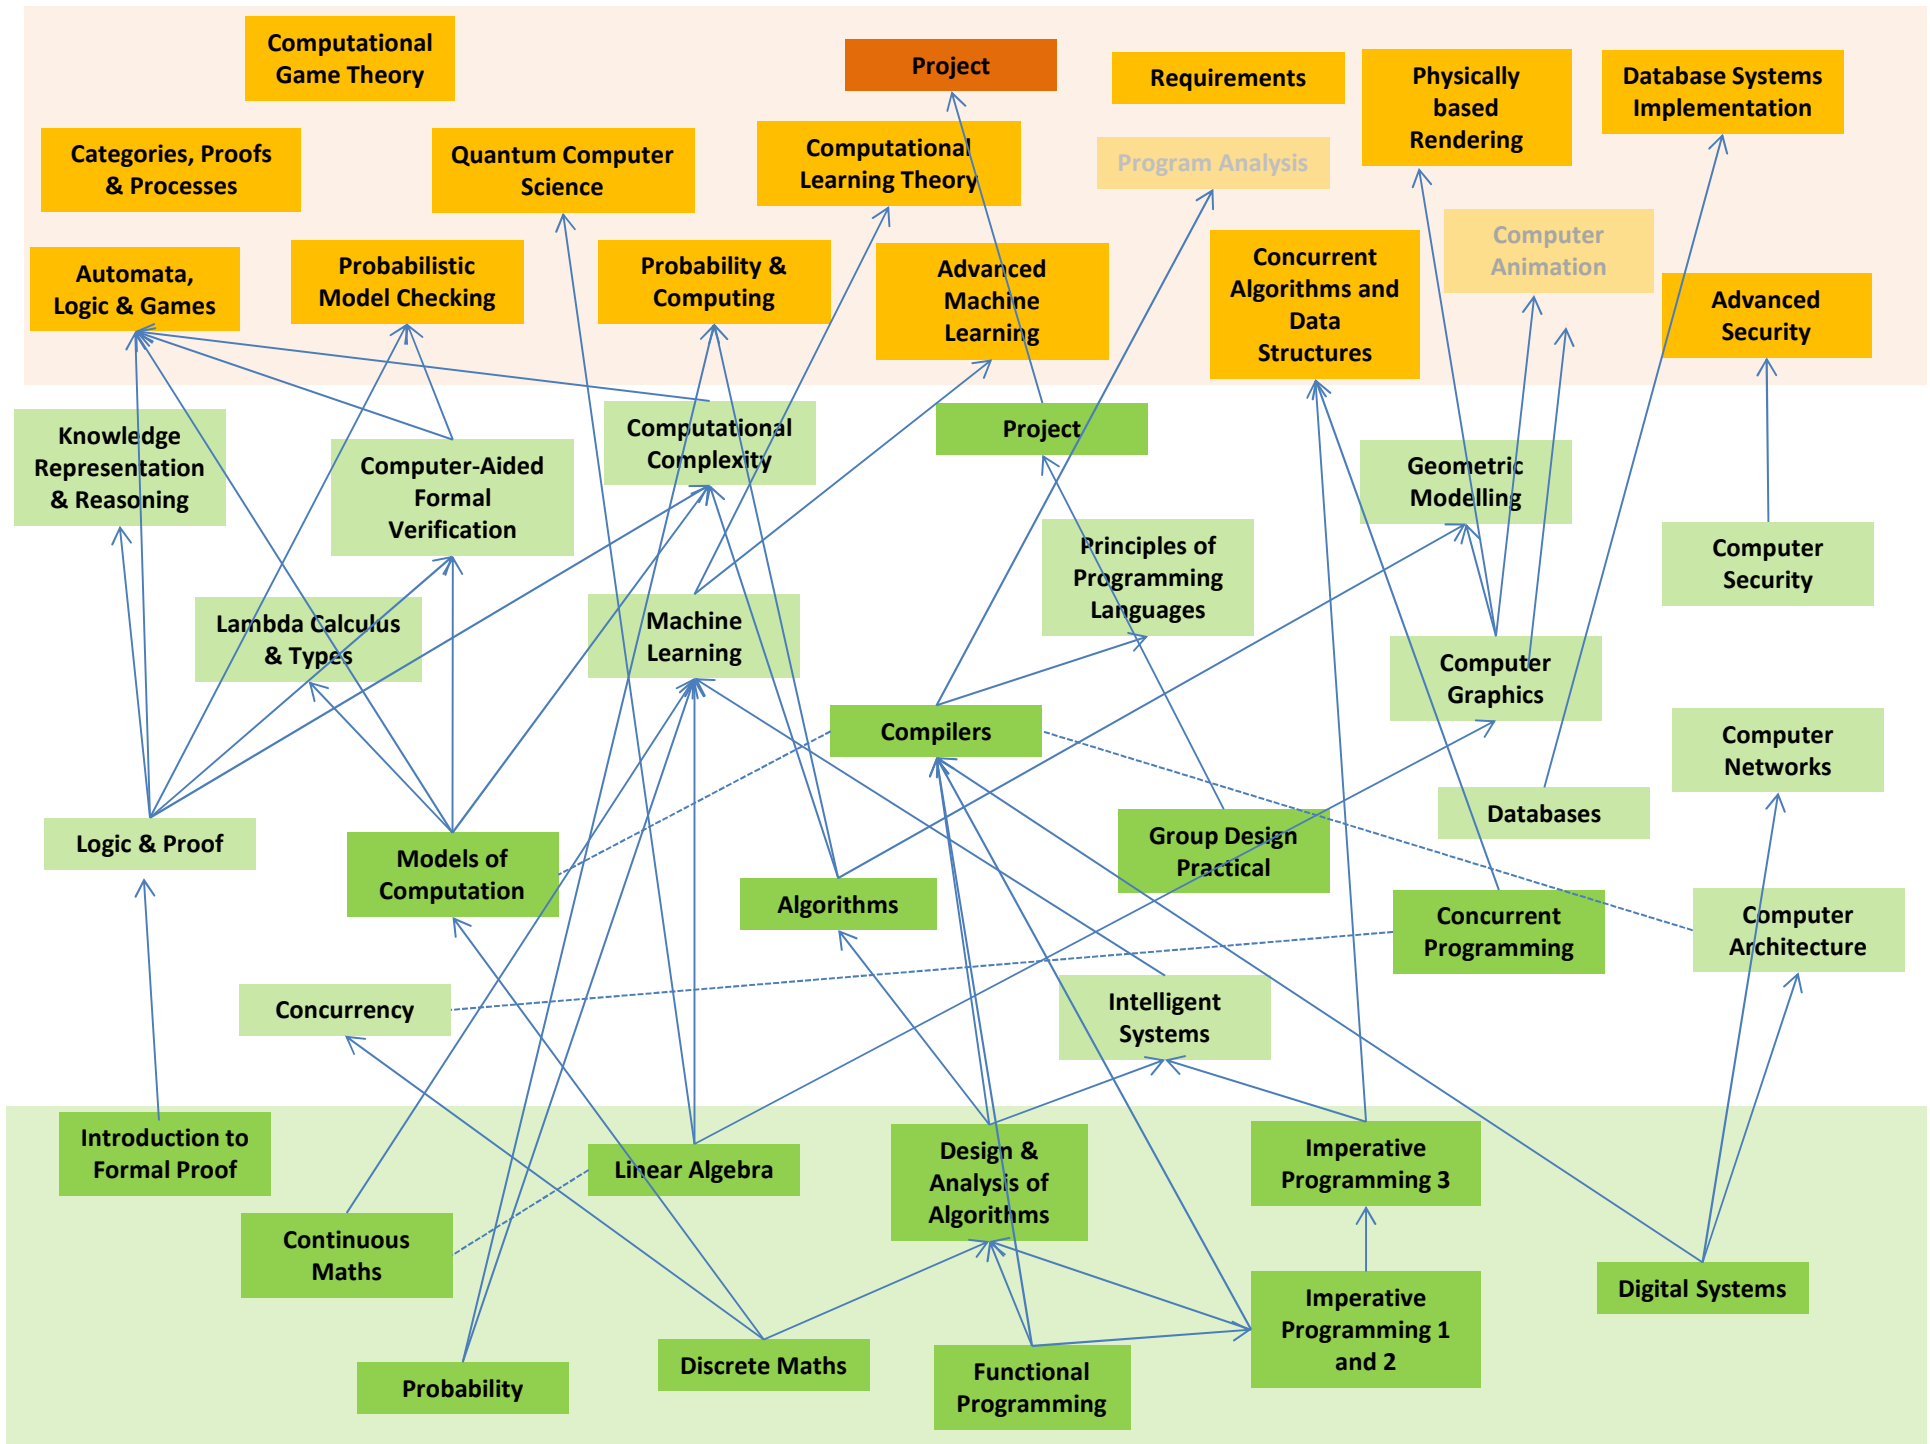 Computational
Game Theory
Project
Requirements
Physically
based
Rendering
Database Systems
Implementation
Categories, Proofs
& Processes
Quantum Computer
Science
Computational
Learning Theory
Program Analysis
Computer
Animation
Automata,
Logic & Games
Probabilistic
Model Checking
Probability &
Computing
Advanced
Machine
Learning
Concurrent
Algorithms and
Data
Structures
Advanced
Security
Knowledge
Representation
& Reasoning
Computer-Aided
Formal
Verification
Computational
Complexity
Project
Geometric
Modelling
Principles of
Programming
Languages
Computer
Security
Lambda Calculus
& Types
Machine
Learning
Computer
Graphics
Compilers
Computer
Networks
Logic & Proof
Models of
Computation
Algorithms
Group Design
Practical
Databases
Concurrent
Programming
Computer
Architecture
Concurrency
Intelligent
Systems
Introduction to
Formal Proof
Linear Algebra
Design &
Analysis of
Algorithms
Imperative
Programming 3
Continuous
Maths
Imperative
Programming 1
and 2
Digital Systems
Probability
Discrete Maths
Functional
Programming